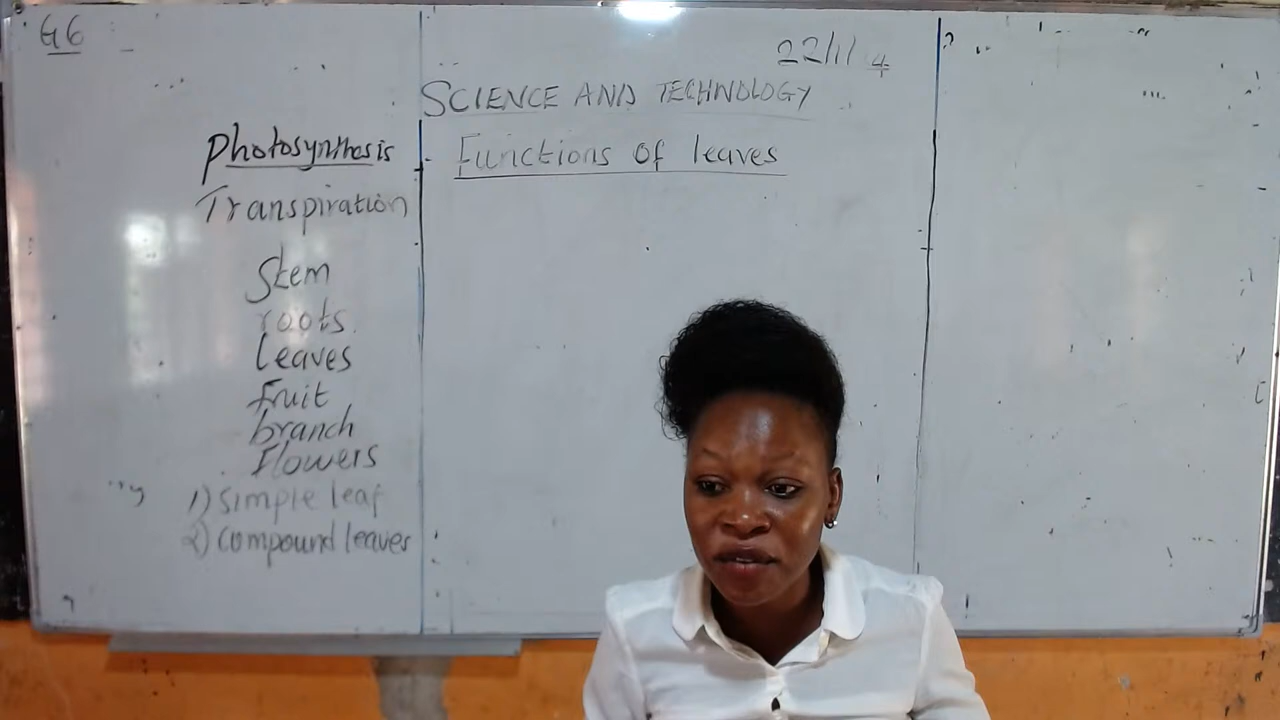 G6
22/11/4
SCIENCE AND TECHNOLOGY
Photosynthesis
Transpiration
Stem
roots
Leaves
Fruit
branch
Flowers
1) Simple leaf
2) Compound leaves
Functions of leaves